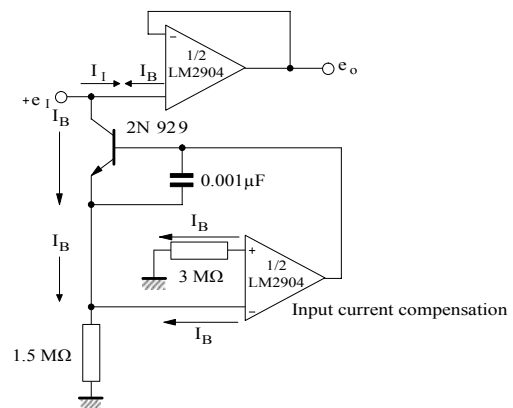 1/2
LM2904
I_I
I_B
e_o
+e_I
I_B
2N 929
0.001µF
I_B
I_B
3 MΩ
1/2
LM2904
Input current compensation
I_B
1.5 MΩ